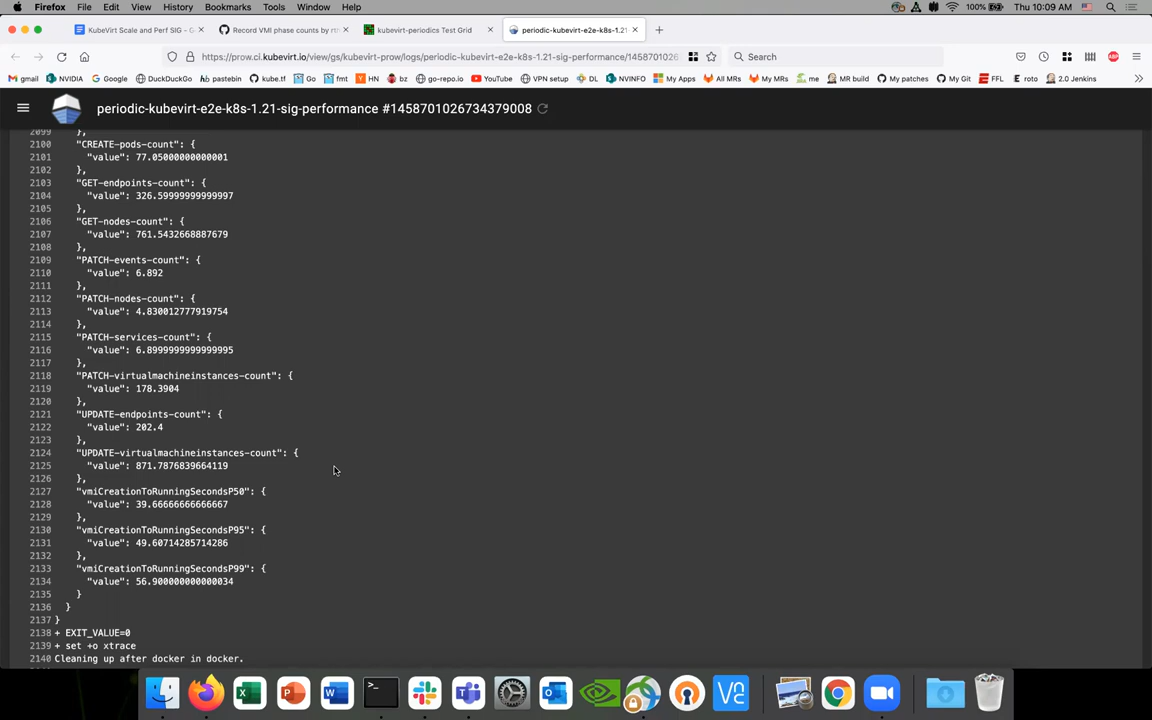 Firefox File Edit View History Bookmarks Tools Window Help
100% Thu 10:09 AM
KubeVirt Scale and Perf SIG –
Record VMI phase counts by rth
kubevirt-periodics Test Grid
periodic-kubevirt-e2e-k8s-1.21
https://prow.ci.kubevirt.io/view/gs/kubevirt-prow/logs/periodic-kubevirt-e2e-k8s-1.21-sig-performance/14587010267
Search
gmail NVIDIA Google DuckDuckGo pastebin kube.tf Go fmt go-repo.io HN bz YouTube VPN setup DL NVINFO My Apps All MRs My MRs me MR build My patches My Git FFL roto 2.0 Jenkins
periodic-kubevirt-e2e-k8s-1.21-sig-performance #1458701026734379008
2099 },
2100 "CREATE-pods-count": {
2101 "value": 77.05000000000001
2102 },
2103 "GET-endpoints-count": {
2104 "value": 326.59999999999997
2105 },
2106 "GET-nodes-count": {
2107 "value": 761.5432668887679
2108 },
2109 "PATCH-events-count": {
2110 "value": 6.892
2111 },
2112 "PATCH-nodes-count": {
2113 "value": 4.830012777919754
2114 },
2115 "PATCH-services-count": {
2116 "value": 6.8999999999999995
2117 },
2118 "PATCH-virtualmachineinstances-count": {
2119 "value": 178.3904
2120 },
2121 "UPDATE-endpoints-count": {
2122 "value": 202.4
2123 },
2124 "UPDATE-virtualmachineinstances-count": {
2125 "value": 871.7876839664119
2126 },
2127 "vmiCreationToRunningSecondsP50": {
2128 "value": 39.66666666666667
2129 },
2130 "vmiCreationToRunningSecondsP95": {
2131 "value": 49.60714285714286
2132 },
2133 "vmiCreationToRunningSecondsP99": {
2134 "value": 56.900000000000034
2135 }
2136 }
2137 }
2138 + EXIT_VALUE=0
2139 + set +o xtrace
2140 Cleaning up after docker in docker.